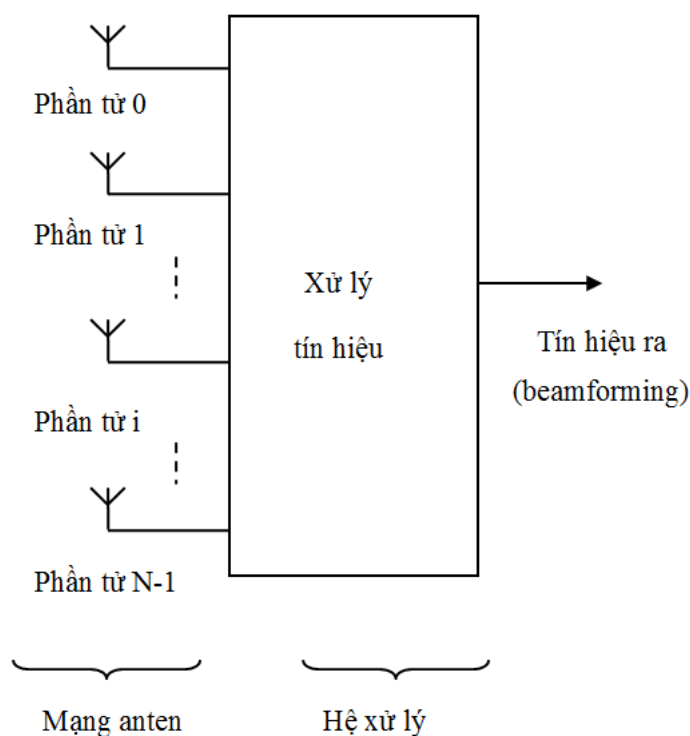 Phần tử 0
Phần tử 1
Xử lý
tín hiệu
Tín hiệu ra
(beamforming)
Phần tử i
Phần tử N-1
Mạng anten
Hệ xử lý